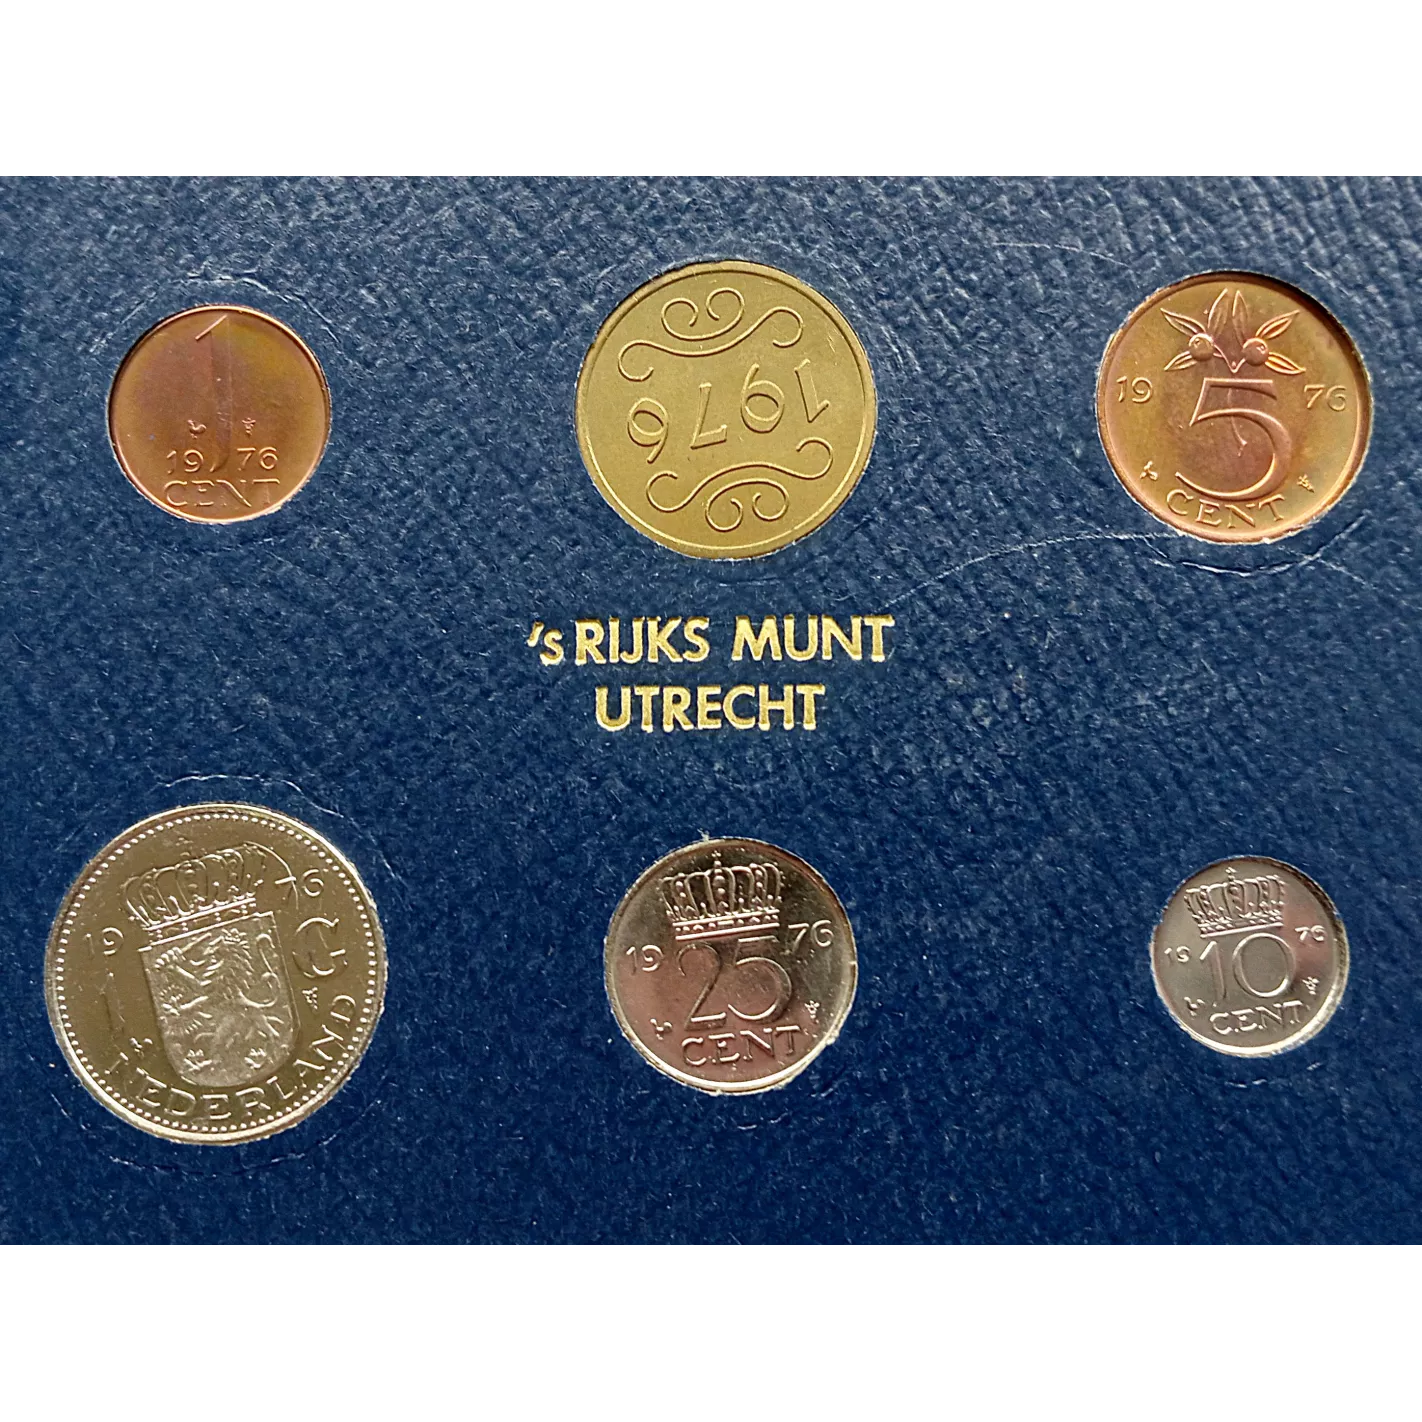 1
19 76
CENT
1976
19 76
5
CENT
'S RIJKS MUNT
UTRECHT
19 76
1 G
NEDERLAND
19 76
25
CENT
19 76
10
CENT